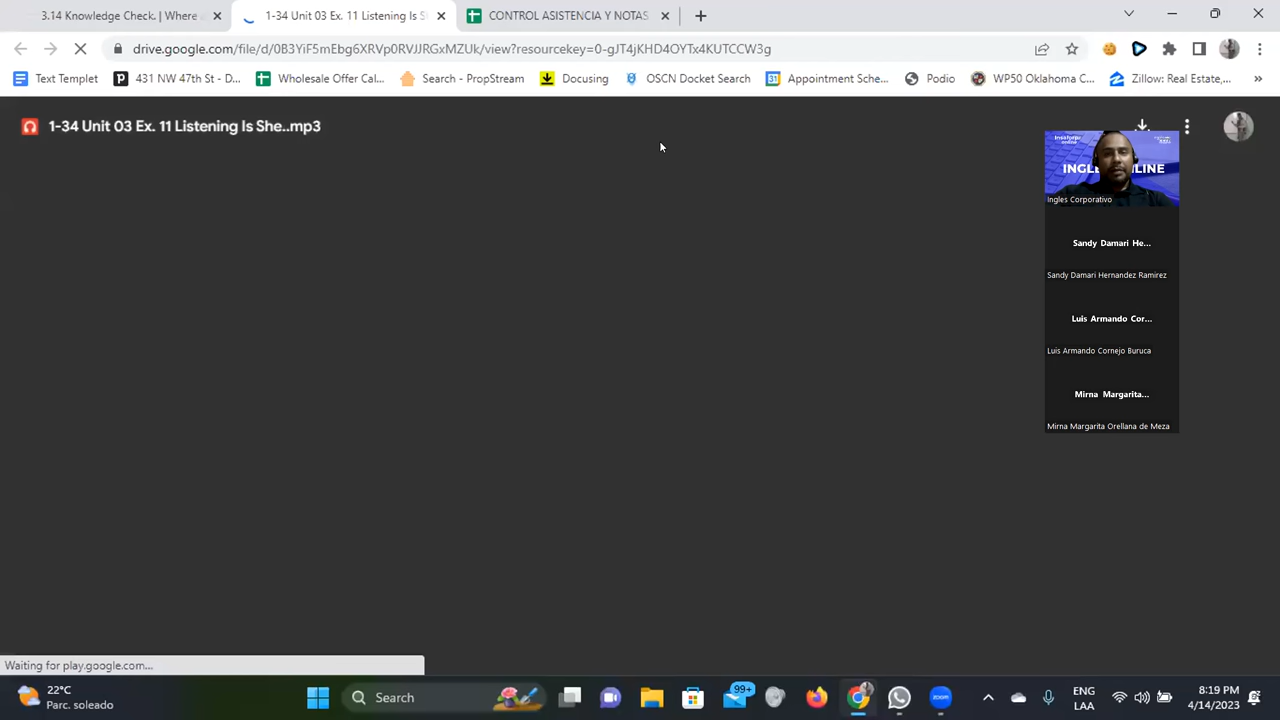 3.14 Knowledge Check. | Where
1-34 Unit 03 Ex. 11 Listening Is S
CONTROL ASISTENCIA Y NOTAS
drive.google.com/file/d/0B3YiF5mEbg6XRVp0RVJJRGxMZUk/view?resourcekey=0-gJT4jKHD4OYTx4KUTCCW3g
Text Templet
431 NW 47th St - D...
Wholesale Offer Cal...
Search - PropStream
Docusing
OSCN Docket Search
31
Appointment Sche...
Podio
WP50 Oklahoma C...
Zillow: Real Estate,...
»
1-34 Unit 03 Ex. 11 Listening Is She..mp3
INGL NLINE
Ingles Corporativo
Sandy Damari He...
Sandy Damari Hernandez Ramirez
Luis Armando Cor...
Luis Armando Cornejo Buruca
Mirna Margarita...
Mirna Margarita Orellana de Meza
Waiting for play.google.com...
22°C
Parc. soleado
Search
99+
zoom
ENG
LAA
8:19 PM
4/14/2023